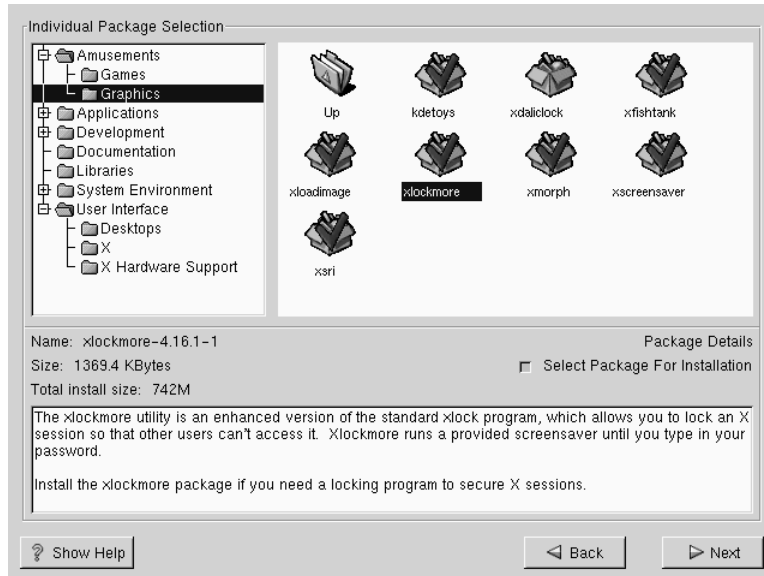 Individual Package Selection
Amusements
Games
Graphics
Applications
Development
Documentation
Libraries
System Environment
User Interface
Desktops
X
X Hardware Support
Up
kdetoys
xdaliclock
xfishtank
xloadimage
xlockmore
xmorph
xscreensaver
xsri
Name: xlockmore-4.16.1-1
Package Details
Size: 1369.4 KBytes
Select Package For Installation
Total install size: 742M
The xlockmore utility is an enhanced version of the standard xlock program, which allows you to lock an X
session so that other users can't access it. Xlockmore runs a provided screensaver until you type in your
password.
Install the xlockmore package if you need a locking program to secure X sessions.
? Show Help
Back
Next